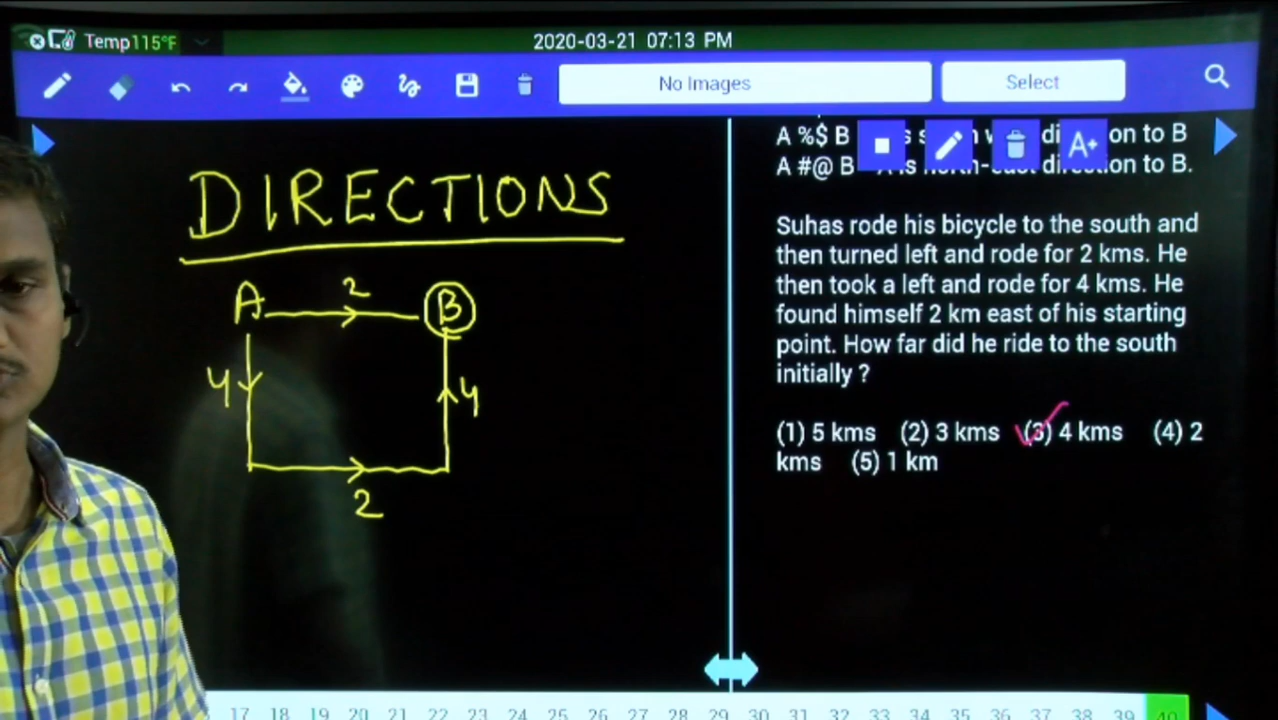 Temp115°F
2020-03-21 07:13 PM
No Images
Select
A+
A %$ B
on to B
A #@ B
direction to B.
DIRECTIONS
Suhas rode his bicycle to the south and
then turned left and rode for 2 kms. He
then took a left and rode for 4 kms. He
found himself 2 km east of his starting
point. How far did he ride to the south
initially ?
(1) 5 kms (2) 3 kms (3) 4 kms (4) 2
kms (5) 1 km
A 2 B
4 4
2
17 18 19 20 21 22 23 24 25 26 27 28 29 30 31 32 33 34 35 36 37 38 39 40